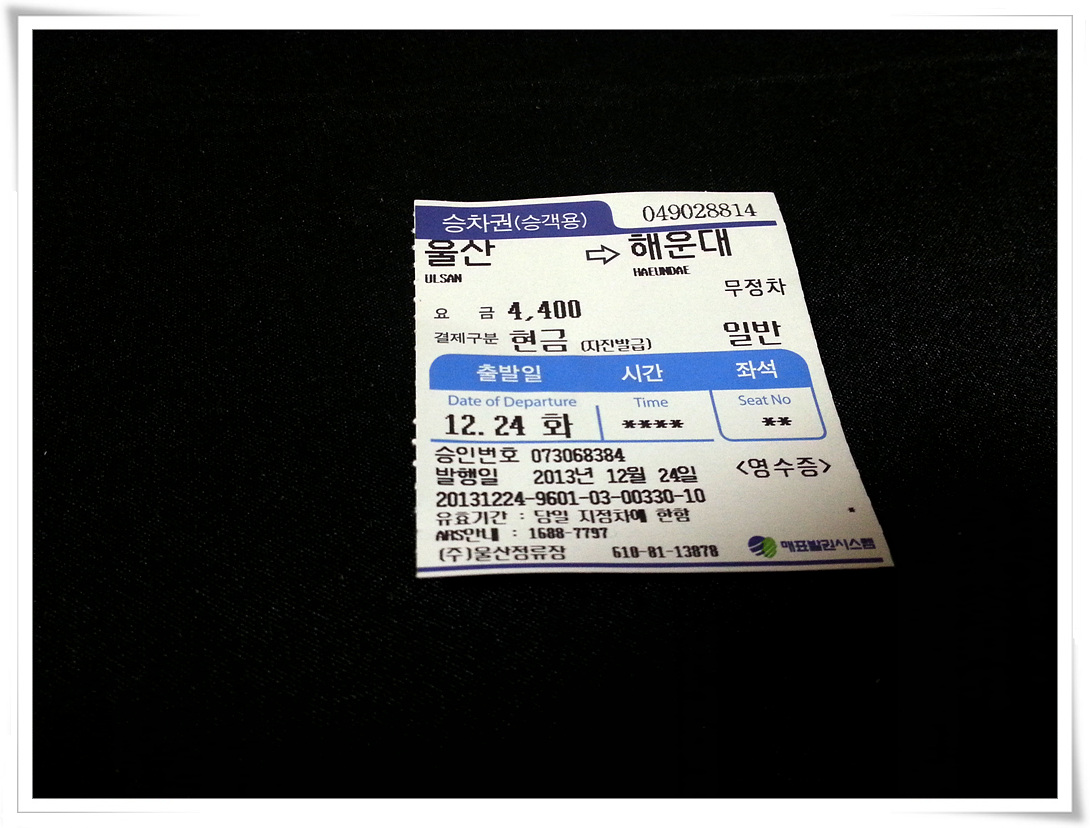 승차권(승객용) 049028814
울산 ⇨ 해운대
ULSAN HAEUNDAE
무정차
요 금 4,400
결제구분 현금 (자진발급) 일반
출발일 시간 좌석
Date of Departure Time Seat No
12.24 화 **** **
승인번호 073068384
발행일 2013년 12월 24일 <영수증>
20131224-9601-03-00330-10
유효기간 : 당일 지정차에 한함
ARS안내 : 1688-7797
(주)울산정류장 610-81-13878